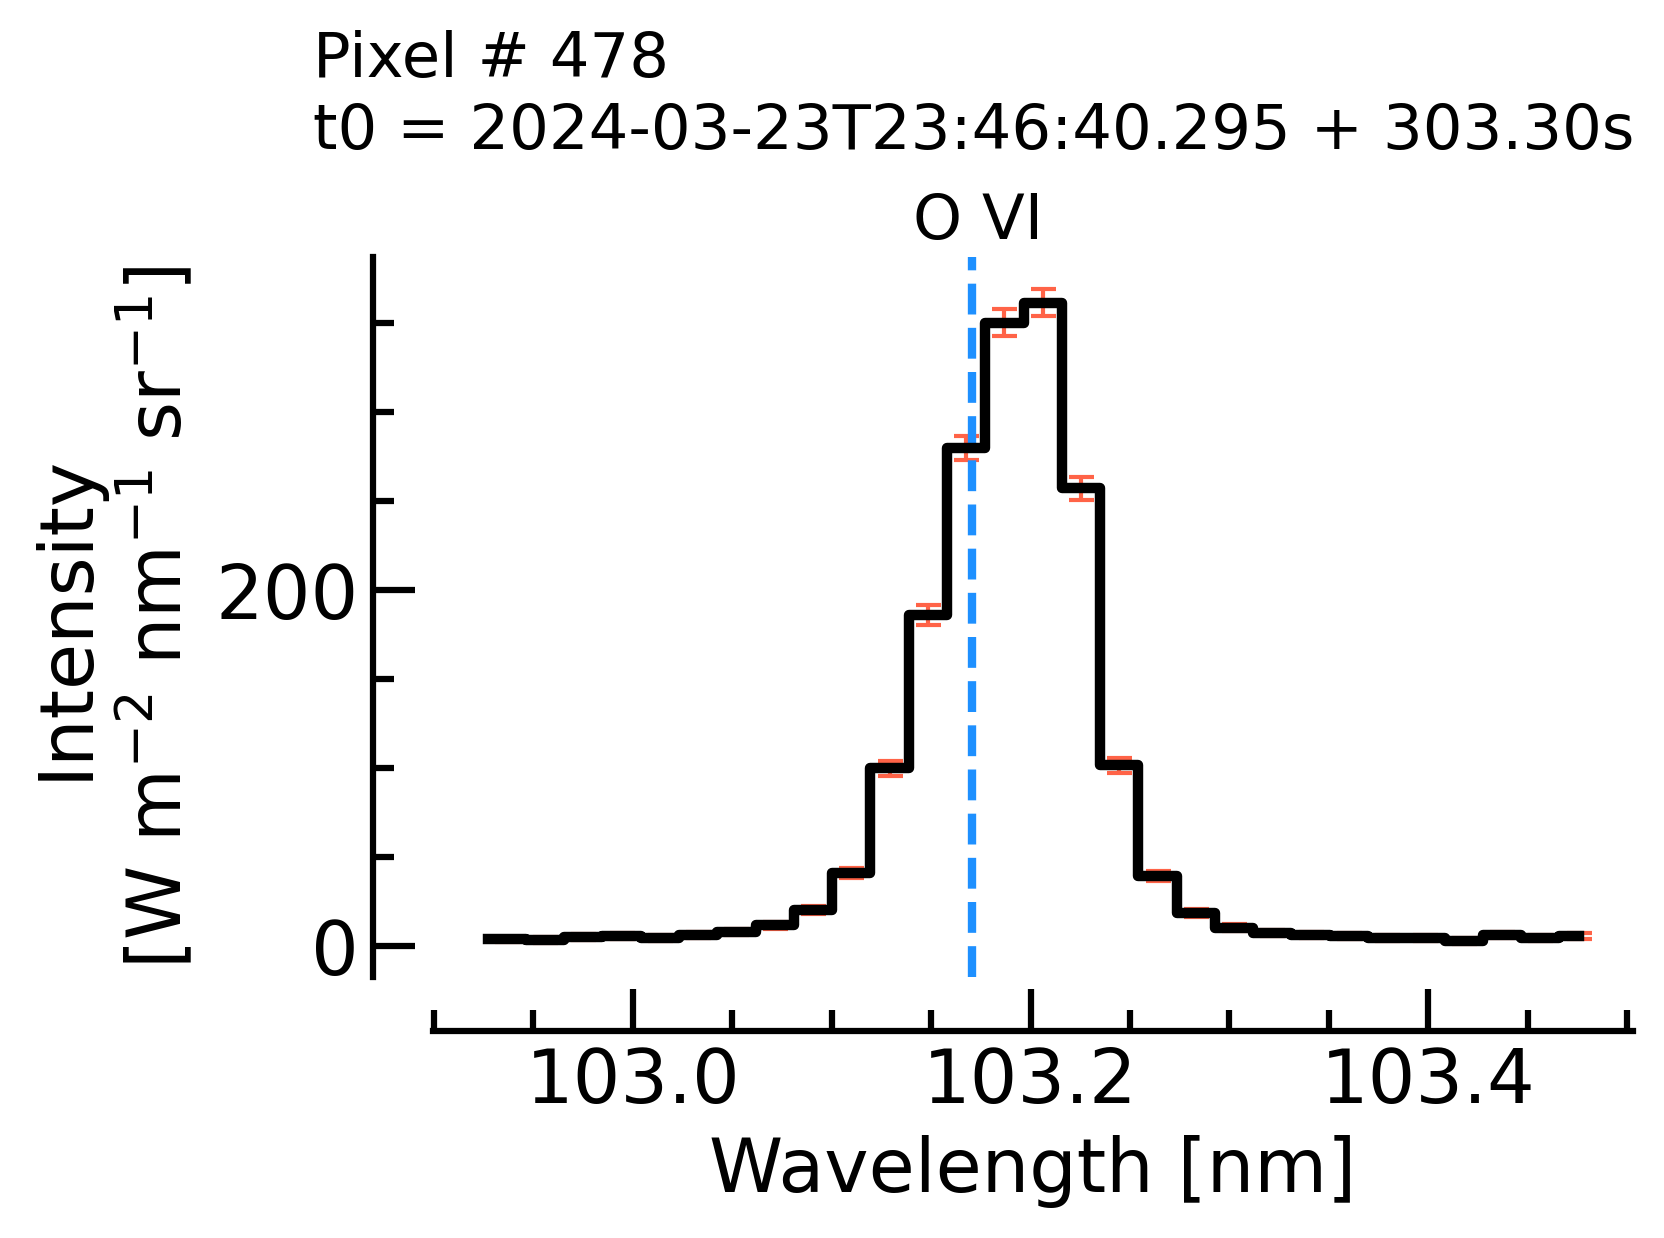 Pixel # 478
t0 = 2024-03-23T23:46:40.295 + 303.30s
O VI
Intensity
[W m⁻² nm⁻¹ sr⁻¹]
200
0
103.0 103.2 103.4
Wavelength [nm]